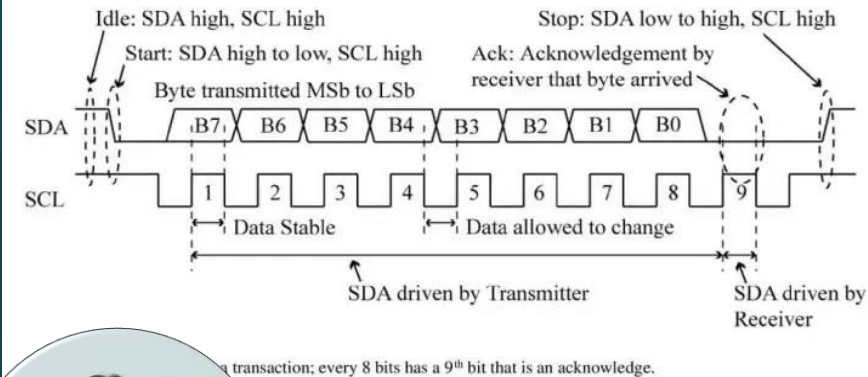 Idle: SDA high, SCL high
Stop: SDA low to high, SCL high
Start: SDA high to low, SCL high
Ack: Acknowledgement by
receiver that byte arrived
Byte transmitted MSb to LSb
SDA
B7 B6 B5 B4 B3 B2 B1 B0
SCL
1 2 3 4 5 6 7 8 9
Data Stable
Data allowed to change
SDA driven by Transmitter
SDA driven by
Receiver
transaction; every 8 bits has a 9th bit that is an acknowledge.